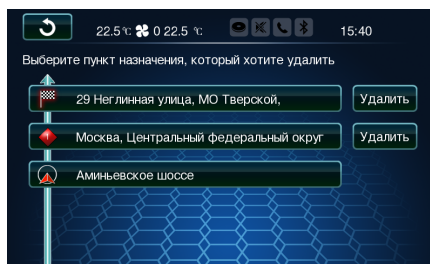 22.5℃ 0 22.5 ℃ 15:40
Выберите пункт назначения, который хотите удалить
29 Неглинная улица, МО Тверской, Удалить
Москва, Центральный федеральный округ Удалить
Аминьевское шоссе